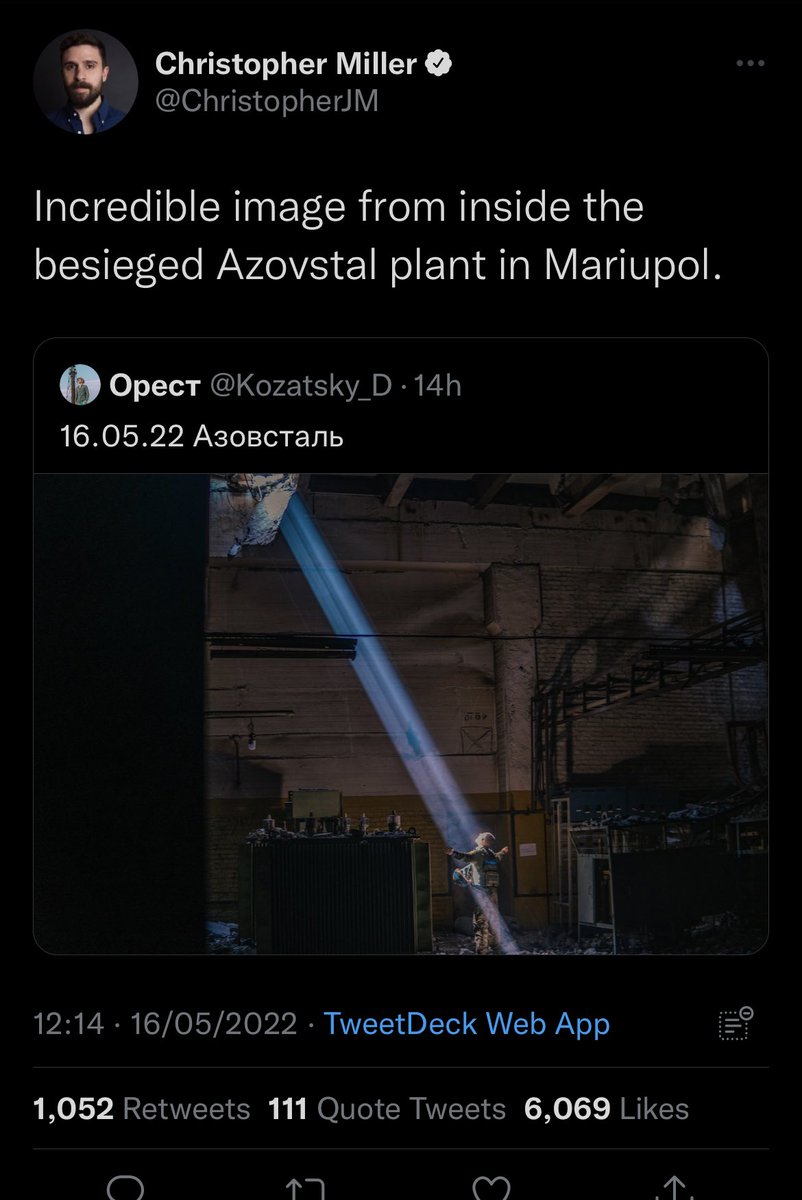 Christopher Miller
@ChristopherJM
Incredible image from inside the
besieged Azovstal plant in Mariupol.
Орест @Kozatsky_D · 14h
16.05.22 Азовсталь
12:14 · 16/05/2022 · TweetDeck Web App
1,052 Retweets 111 Quote Tweets 6,069 Likes